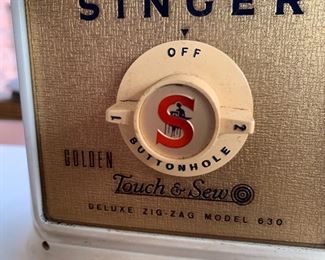 SINGER
OFF
1 BUTTONHOLE 2
S
GOLDEN
Touch & Sew
DELUXE ZIG-ZAG MODEL 630